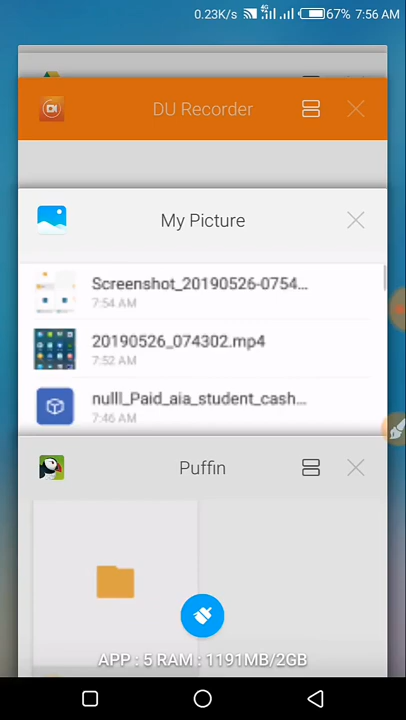 0.23K/s 4G 67% 7:56 AM
DU Recorder
My Picture
Screenshot_20190526-0754...
7:54 AM
20190526_074302.mp4
7:52 AM
nulll_Paid_aia_student_cash...
7:46 AM
Puffin
APP : 5 RAM : 1191MB/2GB